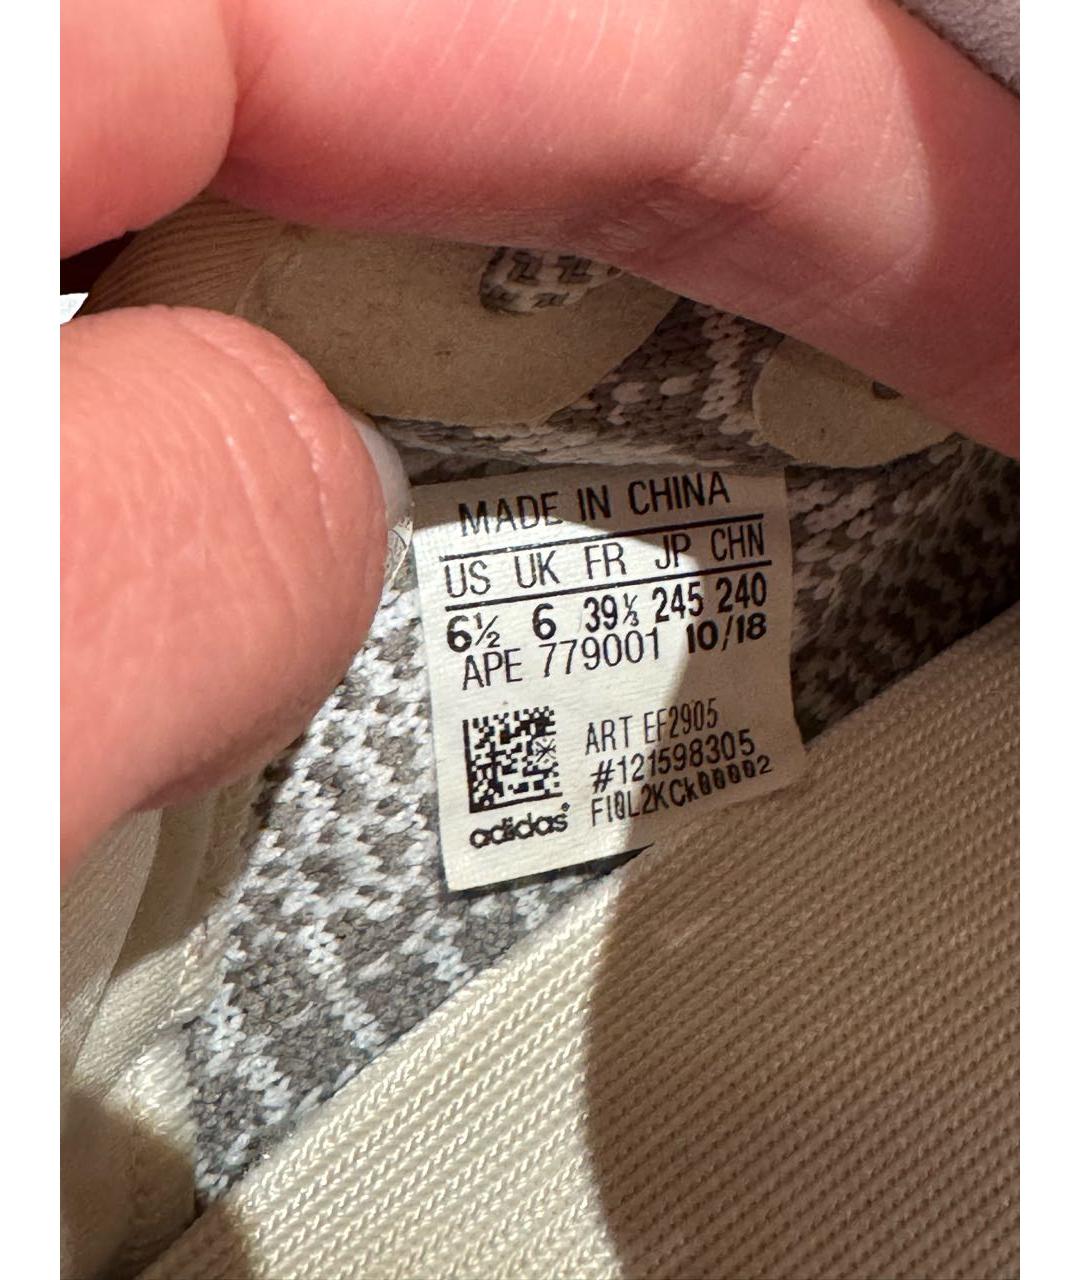 MADE IN CHINA
US UK FR JP CHN
6½ 6 39⅓ 245 240
APE 779001 10/18
ART EF2905
#121598305
FIQL2KCk00002
adidas®